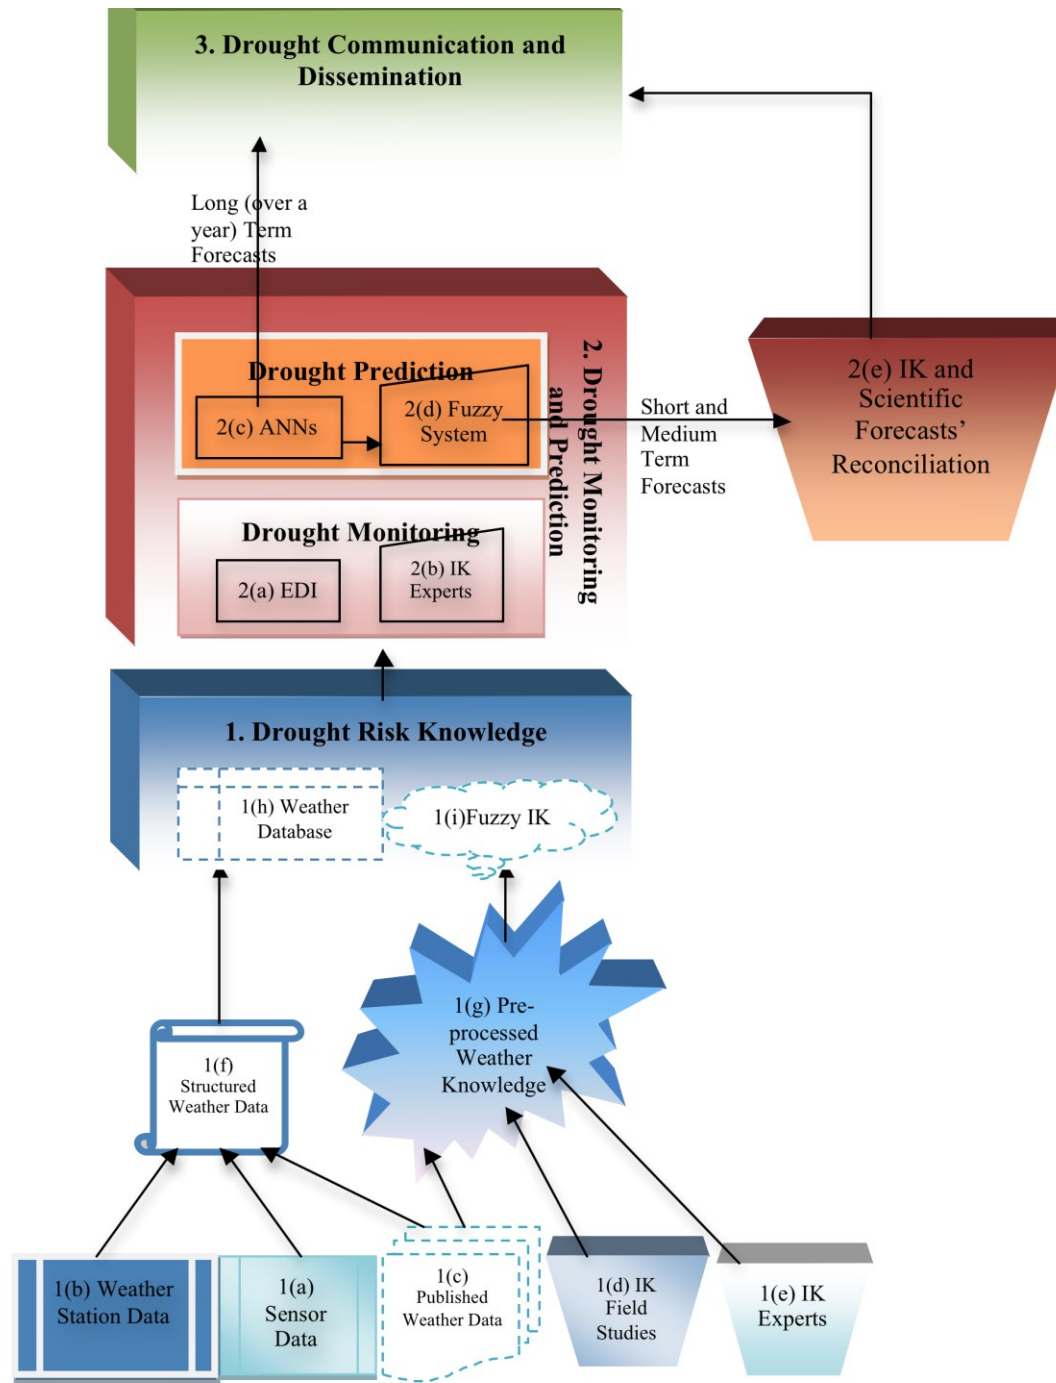 3. Drought Communication and
Dissemination
Long (over a
year) Term
Forecasts
2. Drought Monitoring
and Prediction
Drought Prediction
2(c) ANNs
2(d) Fuzzy
System
Short and
Medium
Term
Forecasts
2(e) IK and
Scientific
Forecasts’
Reconciliation
Drought Monitoring
2(a) EDI
2(b) IK
Experts
1. Drought Risk Knowledge
1(h) Weather
Database
1(i)Fuzzy IK
1(g) Pre-
processed
Weather
Knowledge
1(f)
Structured
Weather Data
1(b) Weather
Station Data
1(a)
Sensor
Data
1(c)
Published
Weather Data
1(d) IK
Field
Studies
1(e) IK
Experts